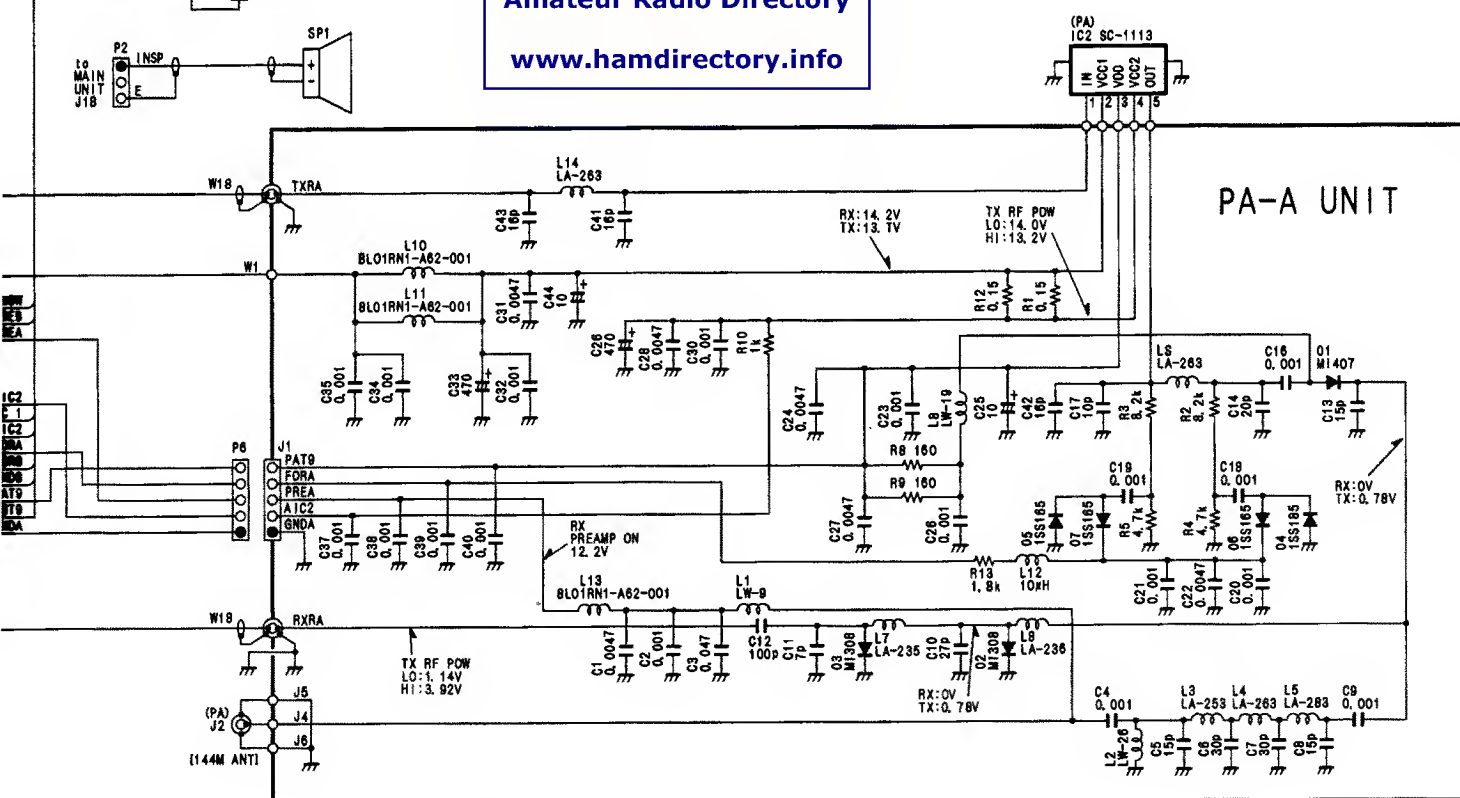 Amateur Radio Directory
www.hamdirectory.info
(PA)
IC2 SC-1113
IN
VCC1
VDD
VCC2
OUT
1 2 3 4 5
SP1
+
-
P2
INSP
to
MAIN
UNIT
J18
E
PA-A UNIT
W18
TXRA
L14
LA-263
C43
16p
C41
16p
RX:14.2V
TX:13.7V
TX RF POW
LO:14.0V
HI:13.2V
W1
L10
BL01RN1-A62-001
L11
BL01RN1-A62-001
C31
0.0047
C44
10
+
R12
0.15
R1
0.15
C35
0.001
C34
0.001
C33
470
+
C32
0.001
C26
470
+
C28
0.0047
C30
0.001
R10
1k
C24
0.0047
C23
0.001
L8
LW-19
C25
10
+
C42
16p
C17
10p
R3
8.2k
LS
LA-263
R2
8.2k
C14
20p
C16
0.001
D1
MI407
C13
15p
IC2
IC2
AT9
P6
J1
PAT9
FORA
PREA
AIC2
GNDA
C37
0.001
C38
0.001
C39
0.001
C40
0.001
R8 160
R9 160
C27
0.0047
C26
0.001
D5
1SS165
D7
1SS165
C19
0.001
R5
4.7k
R4
4.7k
C18
0.001
D6
1SS165
D4
1SS185
RX:0V
TX:0.78V
RX
PREAMP ON
12.2V
R13
1.8k
L12
10μH
C21
0.001
C22
0.0047
C20
0.001
L13
BL01RN1-A62-001
L1
LW-9
W19
RXRA
TX RF POW
LO:1.14V
HI:3.92V
C1
0.0047
C2
0.001
C3
0.047
C12
100p
C11
7p
D3
MI308
L7
LA-235
C10
27p
D2
MI308
L9
LA-236
RX:0V
TX:0.78V
J5
J4
J6
(PA)
J2
[144M ANT]
C4
0.001
L2
LW-26
C5
15p
L3
LA-253
C6
30p
L4
LA-263
C7
30p
L5
LA-283
C8
15p
C9
0.001